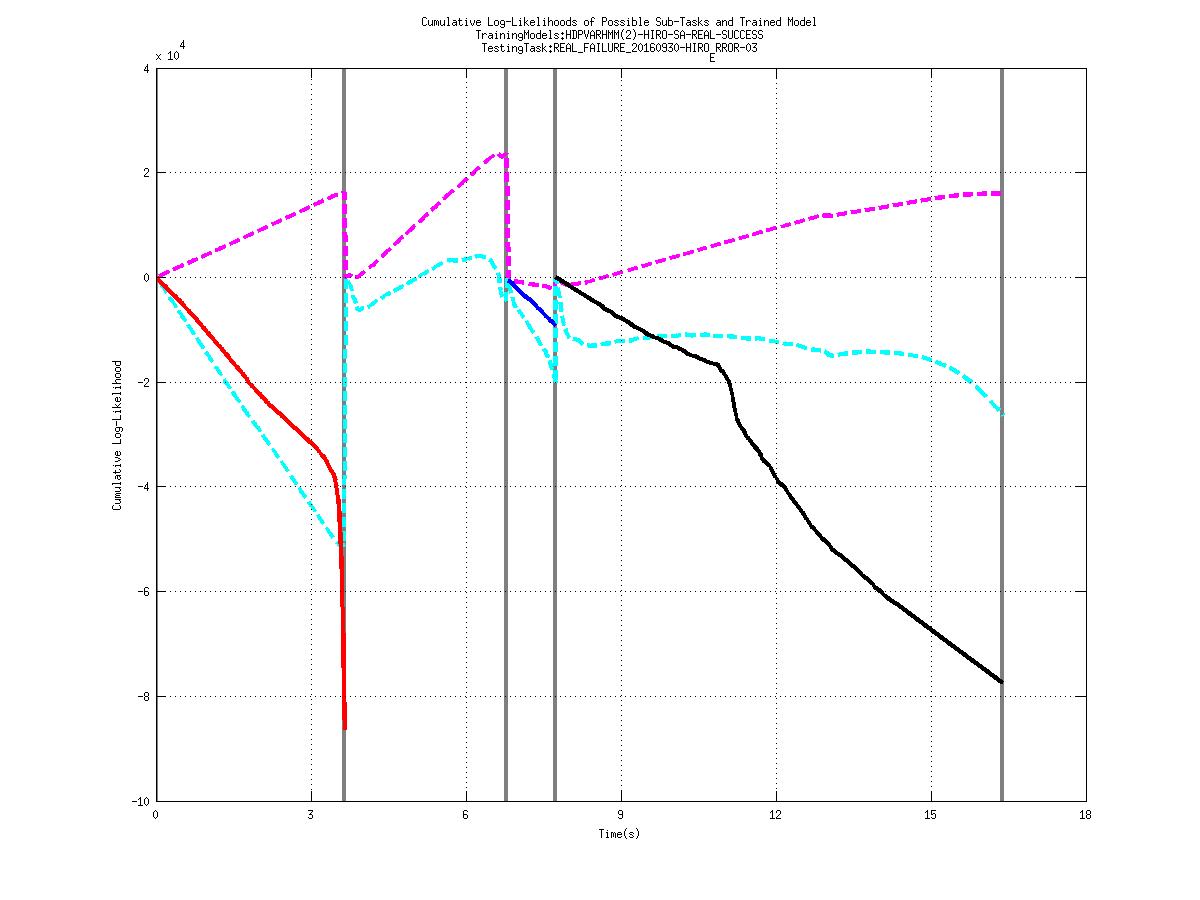 Cumulative Log-Likelihoods of Possible Sub-Tasks and Trained Model
TrainingModels:HDPVARHMM(2)-HIRO-SA-REAL-SUCCESS
TestingTask:REAL_FAILURE_20160930-HIRO_RROR-03
E
x 10 4
4
2
0
-2
-4
-6
-8
-10
Cumulative Log-Likelihood
0 3 6 9 12 15 18
Time(s)